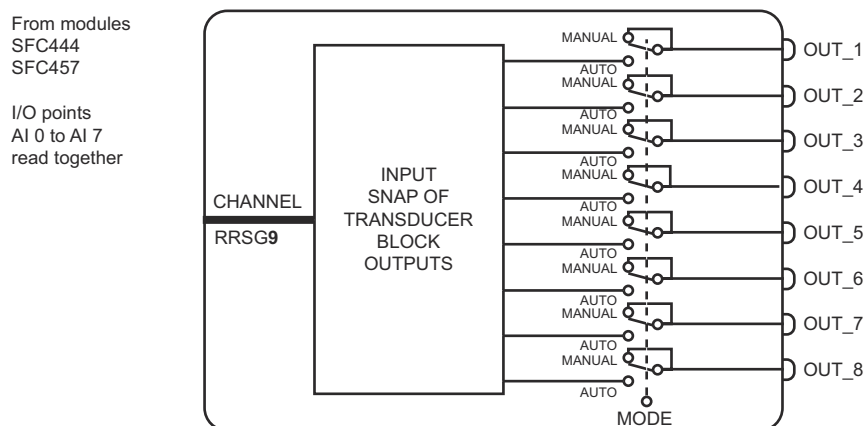 From modules
SFC444
SFC457
I/O points
AI 0 to AI 7
read together
CHANNEL
RRSG9
INPUT
SNAP OF
TRANSDUCER
BLOCK
OUTPUTS
MANUAL
OUT_1
AUTO
MANUAL
OUT_2
AUTO
MANUAL
OUT_3
AUTO
MANUAL
OUT_4
AUTO
MANUAL
OUT_5
AUTO
MANUAL
OUT_6
AUTO
MANUAL
OUT_7
AUTO
MANUAL
OUT_8
AUTO
MODE